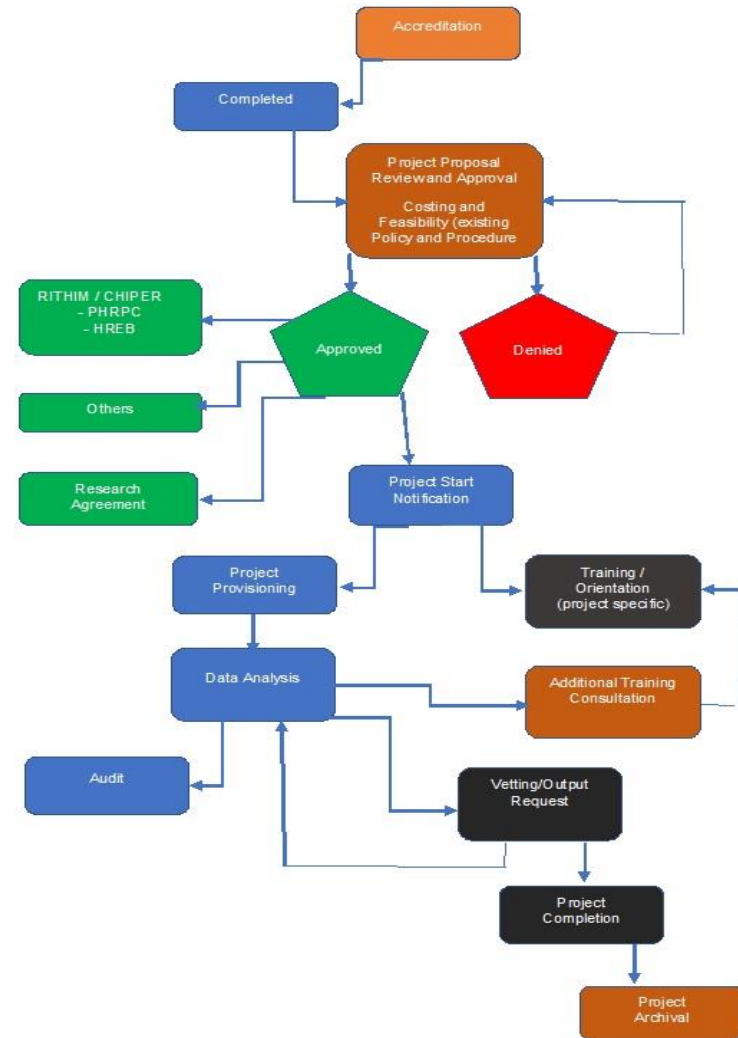 Accreditation
Completed
Project Proposal
Review and Approval
Costing and
Feasibility (existing
Policy and Procedure
RITHIM / CHIPER
- PHRPC
- HREB
Approved
Denied
Others
Research
Agreement
Project Start
Notification
Project
Provisioning
Training /
Orientation
(project specific)
Data Analysis
Additional Training
Consultation
Audit
Vetting/Output
Request
Project
Completion
Project
Archival